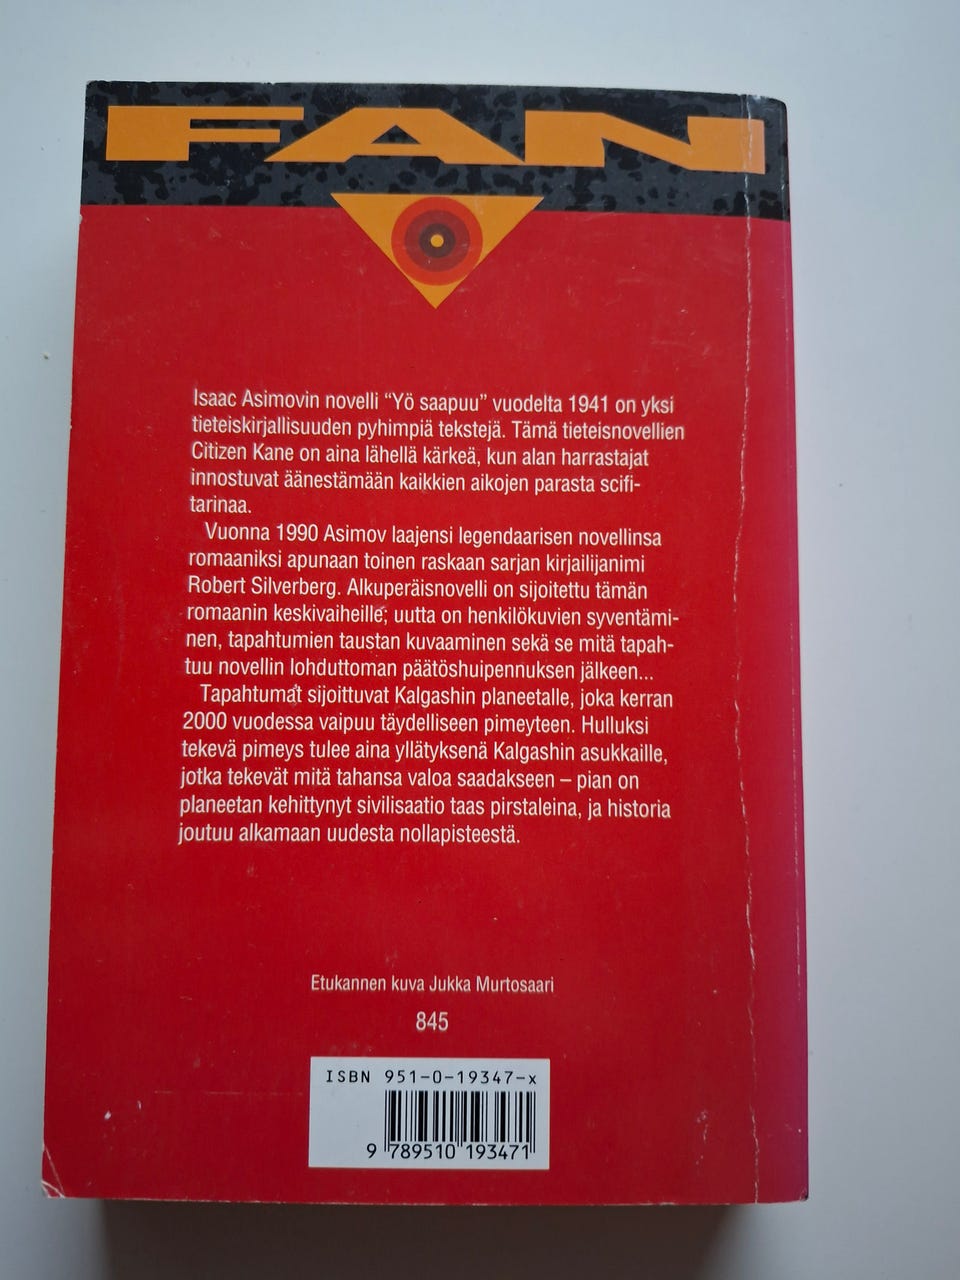 FAN
Isaac Asimovin novelli “Yö saapuu” vuodelta 1941 on yksi
tieteiskirjallisuuden pyhimpiä tekstejä. Tämä tieteisnovellien
Citizen Kane on aina lähellä kärkeä, kun alan harrastajat
innostuvat äänestämään kaikkien aikojen parasta scifi-
tarinaa.
Vuonna 1990 Asimov laajensi legendaarisen novellinsa
romaaniksi apunaan toinen raskaan sarjan kirjailijanimi
Robert Silverberg. Alkuperäisnovelli on sijoitettu tämän
romaanin keskivaiheille; uutta on henkilökuvien syventämi-
nen, tapahtumien taustan kuvaaminen sekä se mitä tapah-
tuu novellin lohduttoman päätöshuipennuksen jälkeen...
Tapahtumat sijoittuvat Kalgashin planeetalle, joka kerran
2000 vuodessa vaipuu täydelliseen pimeyteen. Hulluksi
tekevä pimeys tulee aina yllätyksenä Kalgashin asukkaille,
jotka tekevät mitä tahansa valoa saadakseen – pian on
planeetan kehittynyt sivilisaatio taas pirstaleina, ja historia
joutuu alkamaan uudesta nollapisteestä.
Etukannen kuva Jukka Murtosaari
845
ISBN 951-0-19347-x
9 789510 193471